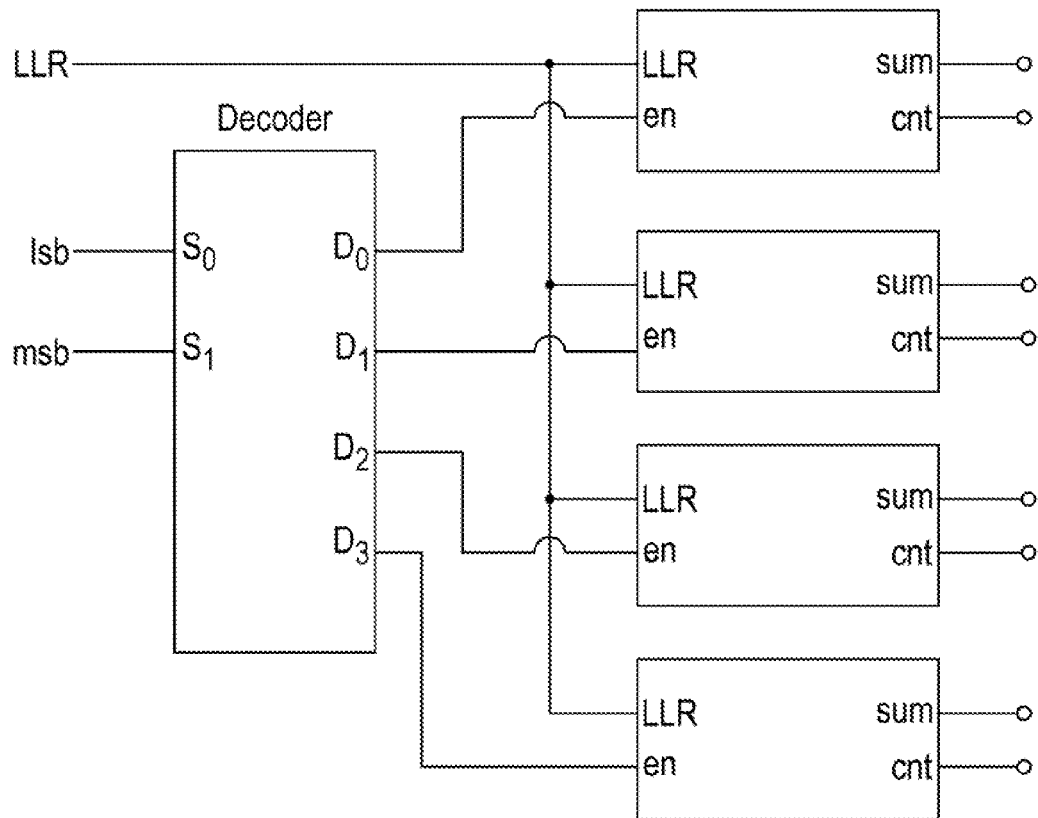 LLR
Decoder
lsb
msb
S₀
S₁
D₀
D₁
D₂
D₃
LLR sum
en cnt
LLR sum
en cnt
LLR sum
en cnt
LLR sum
en cnt